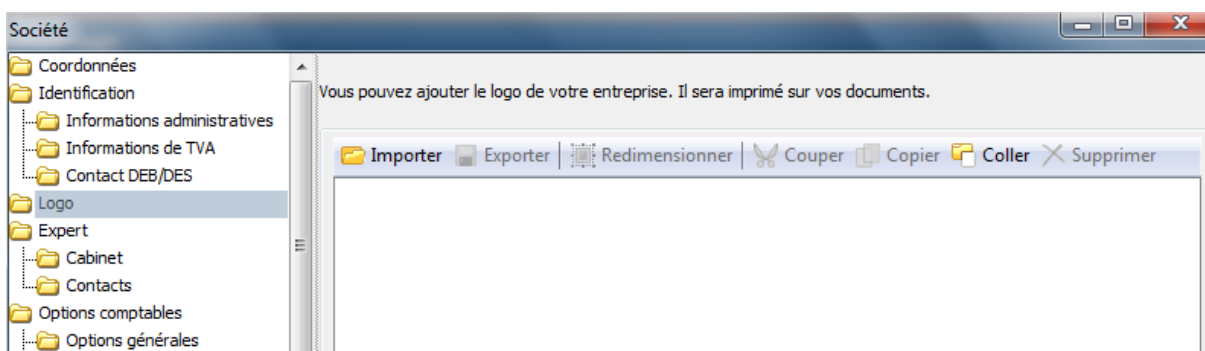 Société
Coordonnées
Identification
Informations administratives
Informations de TVA
Contact DEB/DES
Logo
Expert
Cabinet
Contacts
Options comptables
Options générales
Vous pouvez ajouter le logo de votre entreprise. Il sera imprimé sur vos documents.
Importer Exporter Redimensionner Couper Copier Coller Supprimer